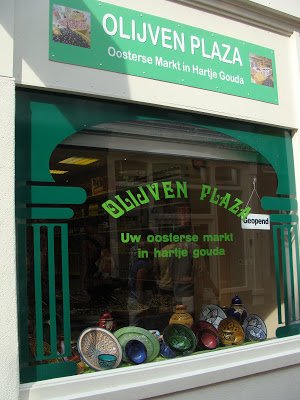 OLIJVEN PLAZA
Oosterse Markt in Hartje Gouda
OLIJVEN PLAZA
Geopend
Uw oosterse markt
in hartje gouda